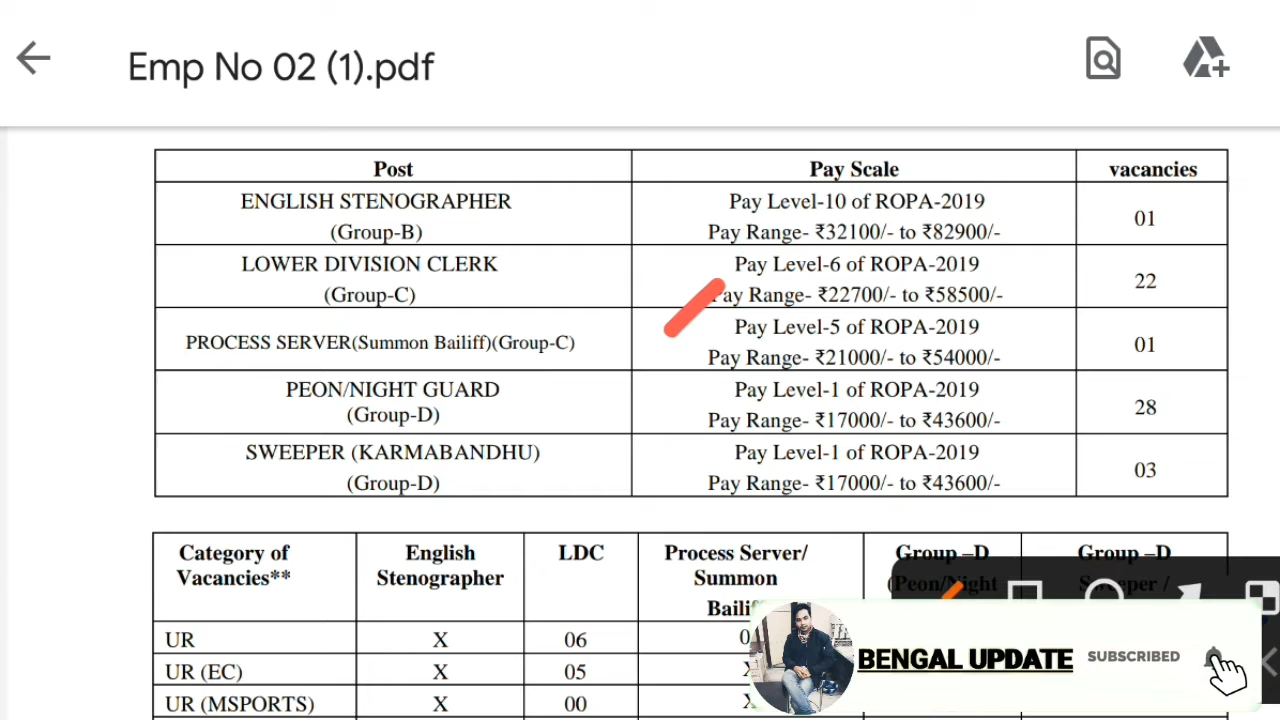 Emp No 02 (1).pdf
Post Pay Scale vacancies
ENGLISH STENOGRAPHER
(Group-B)
Pay Level-10 of ROPA-2019
Pay Range- ₹32100/- to ₹82900/-
01
LOWER DIVISION CLERK
(Group-C)
Pay Level-6 of ROPA-2019
Pay Range- ₹22700/- to ₹58500/-
22
PROCESS SERVER(Summon Bailiff)(Group-C)
Pay Level-5 of ROPA-2019
Pay Range- ₹21000/- to ₹54000/-
01
PEON/NIGHT GUARD
(Group-D)
Pay Level-1 of ROPA-2019
Pay Range- ₹17000/- to ₹43600/-
28
SWEEPER (KARMABANDHU)
(Group-D)
Pay Level-1 of ROPA-2019
Pay Range- ₹17000/- to ₹43600/-
03
Category of
Vacancies**
English
Stenographer
LDC
Process Server/
Summon
Group –D
(Peon/Night
Group –D
Sweeper /
UR X 06
UR (EC) X 05
UR (MSPORTS) X 00
BENGAL UPDATE SUBSCRIBED